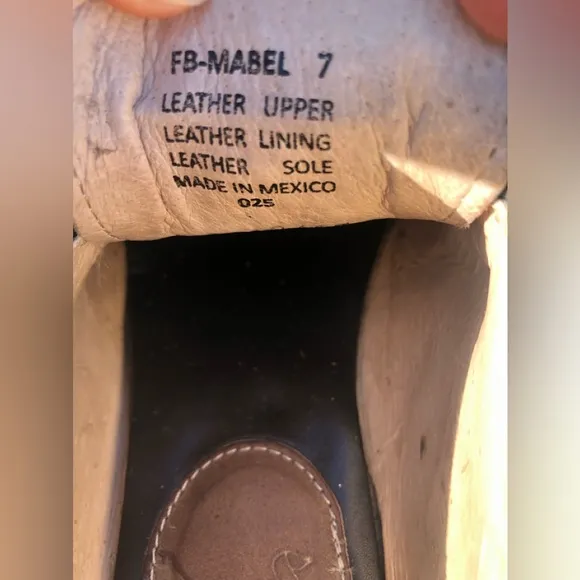 FB-MABEL 7
LEATHER UPPER
LEATHER LINING
LEATHER SOLE
MADE IN MEXICO
025